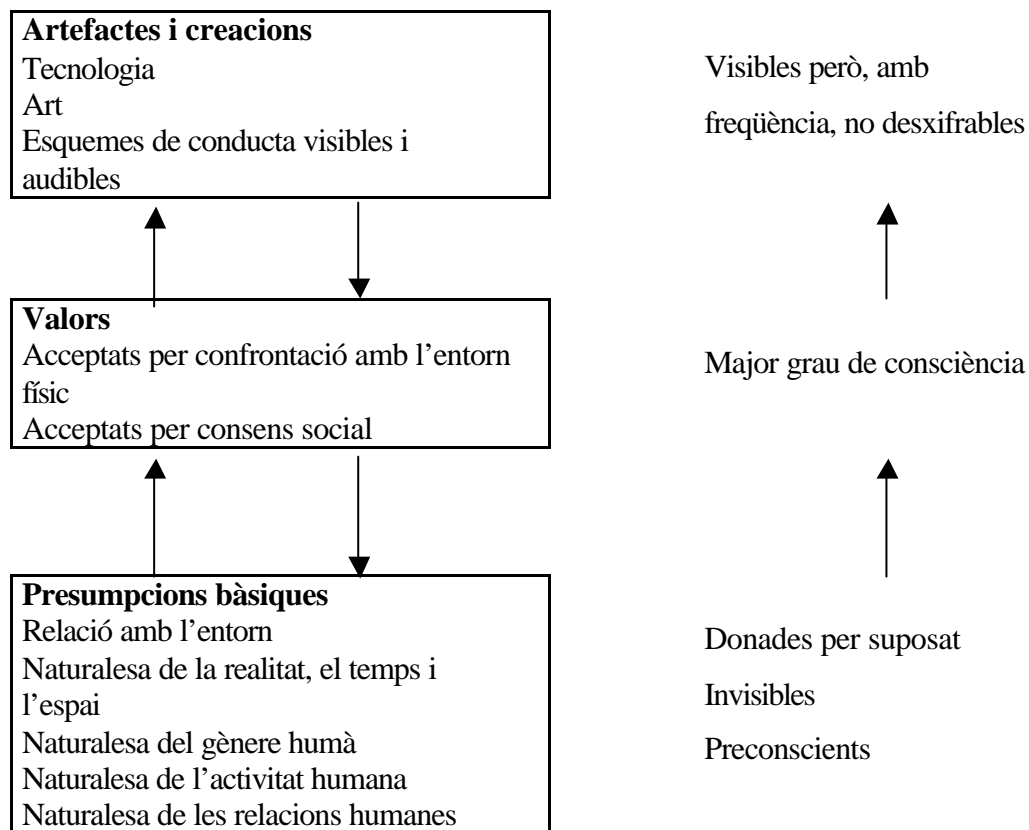 Artefactes i creacions
Tecnologia
Art
Esquemes de conducta visibles i
audibles
Visibles però, amb
freqüència, no desxifrables
Valors
Acceptats per confrontació amb l’entorn
físic
Acceptats per consens social
Major grau de consciència
Presumpcions bàsiques
Relació amb l’entorn
Naturalesa de la realitat, el temps i
l’espai
Naturalesa del gènere humà
Naturalesa de l’activitat humana
Naturalesa de les relacions humanes
Donades per suposat
Invisibles
Preconscients